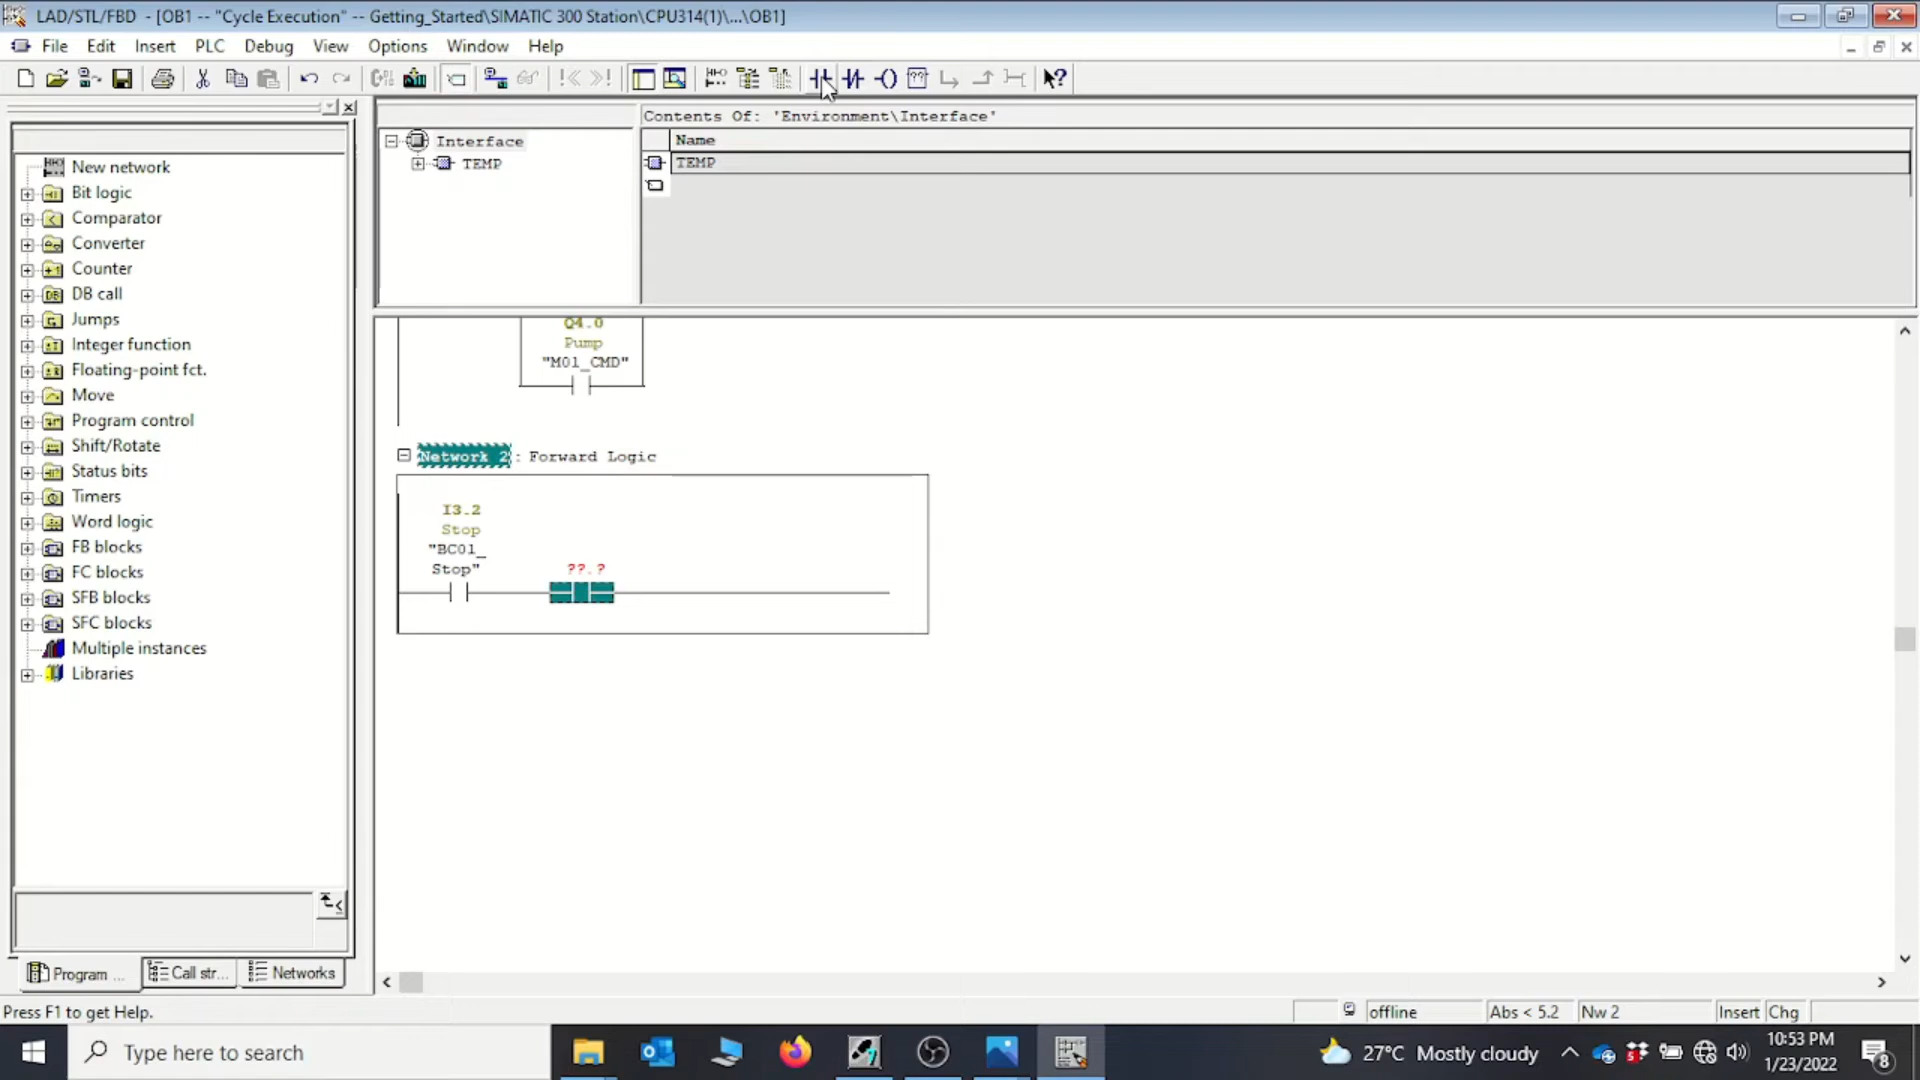 LAD/STL/FBD - [OB1 -- "Cycle Execution" -- Getting_Started\SIMATIC 300 Station\CPU314(1)\...\OB1]
File Edit Insert PLC Debug View Options Window Help
Contents Of: 'Environment\Interface'
Interface
TEMP
Name
TEMP
New network
Bit logic
Comparator
Converter
Counter
DB call
Jumps
Integer function
Floating-point fct.
Move
Program control
Shift/Rotate
Status bits
Timers
Word logic
FB blocks
FC blocks
SFB blocks
SFC blocks
Multiple instances
Libraries
Program ...
Call str...
Networks
Q4.0
Pump
"M01_CMD"
Network 2 : Forward Logic
I3.2
Stop
"BC01_
Stop"
??.?
Press F1 to get Help.
offline
Abs < 5.2
Nw 2
Insert
Chg
Type here to search
27°C Mostly cloudy
10:53 PM
1/23/2022
8